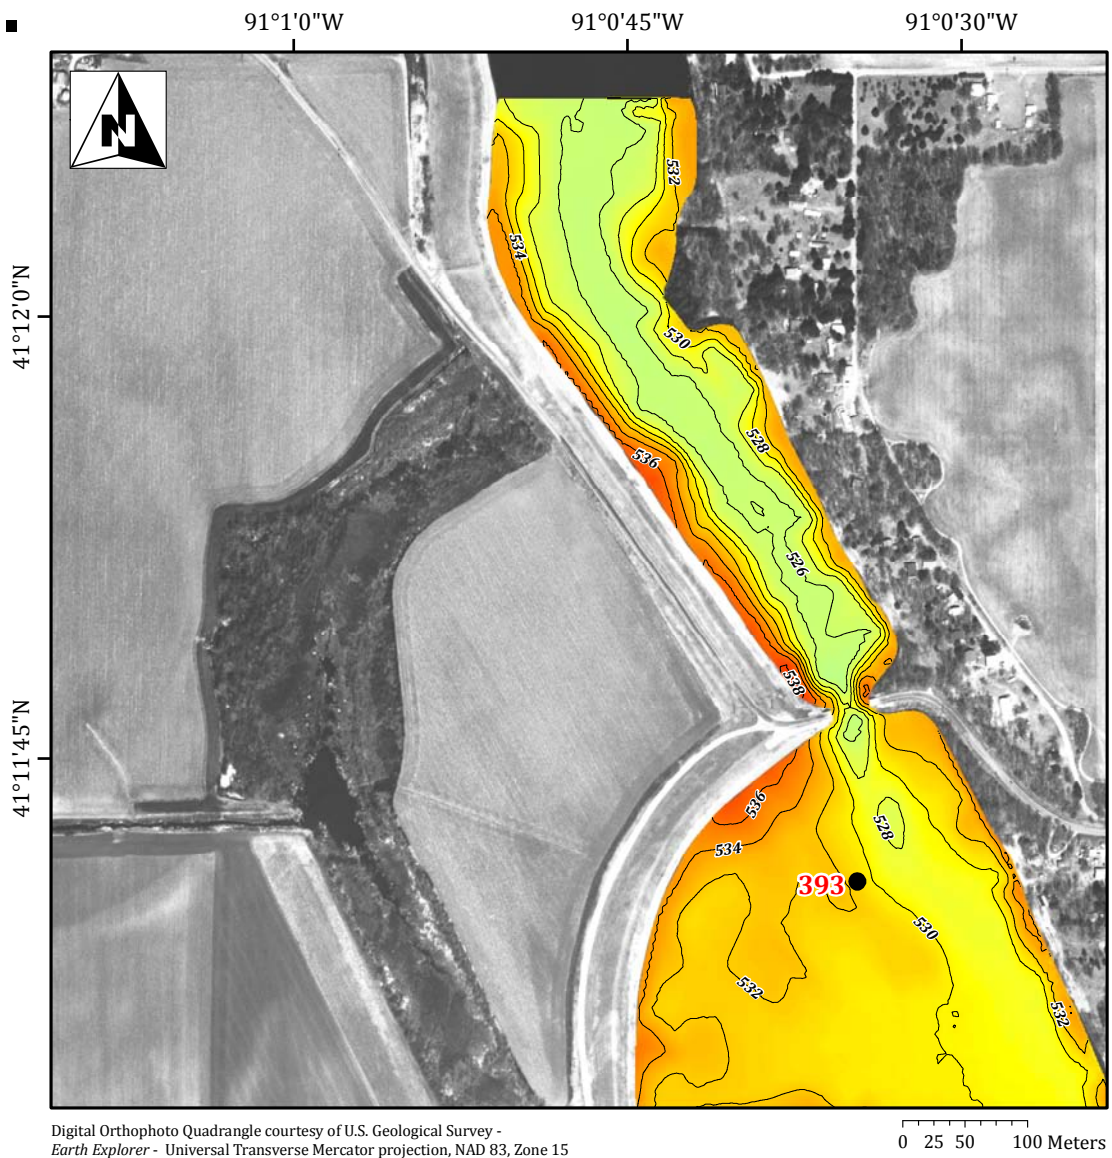 91°1'0"W 91°0'45"W 91°0'30"W
N
532
534
41°12'0"N
530
528
536
526
538
41°11'45"N
536
528
534
393
530
532
532
Digital Orthophoto Quadrangle courtesy of U.S. Geological Survey -
Earth Explorer - Universal Transverse Mercator projection, NAD 83, Zone 15
0 25 50 100 Meters